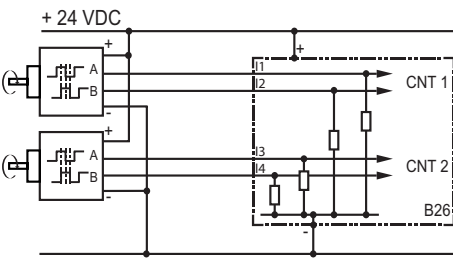 + 24 VDC
+
A
B
-
+
A
B
-
+
I1
I2
CNT 1
I3
I4
CNT 2
B26
-